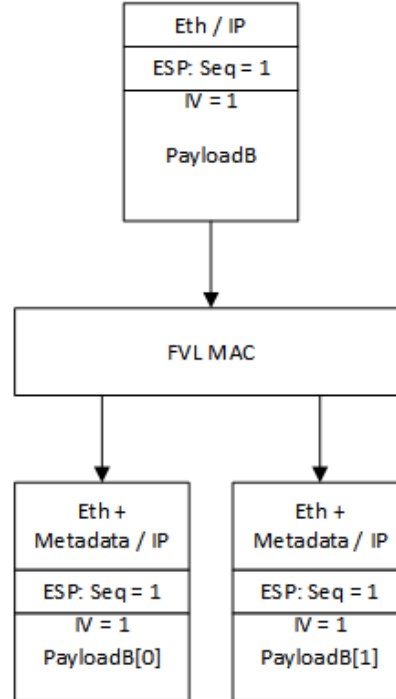 Eth / IP
ESP: Seq = 1
IV = 1
PayloadB
FVL MAC
Eth +
Metadata / IP
ESP: Seq = 1
IV = 1
PayloadB[0]
Eth +
Metadata / IP
ESP: Seq = 1
IV = 1
PayloadB[1]